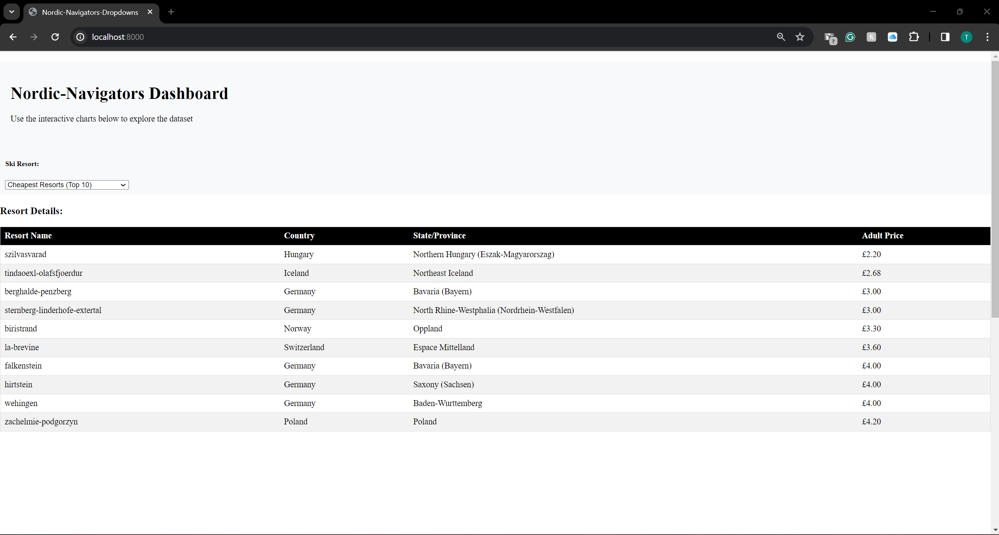 Nordic-Navigators-Dropdowns
localhost:8000
?
T
Nordic-Navigators Dashboard
Use the interactive charts below to explore the dataset
Ski Resort:
Cheapest Resorts (Top 10)
Resort Details:
Resort Name Country State/Province Adult Price
szilvasvarad Hungary Northern Hungary (Eszak-Magyarorszag) £2.20
tindaoexl-olafsfjoerdur Iceland Northeast Iceland £2.68
berghalde-penzberg Germany Bavaria (Bayern) £3.00
sternberg-linderhofe-extertal Germany North Rhine-Westphalia (Nordrhein-Westfalen) £3.00
biristrand Norway Oppland £3.30
la-brevine Switzerland Espace Mittelland £3.60
falkenstein Germany Bavaria (Bayern) £4.00
hirtstein Germany Saxony (Sachsen) £4.00
wehingen Germany Baden-Wurttemberg £4.00
zachelmie-podgorzyn Poland Poland £4.20